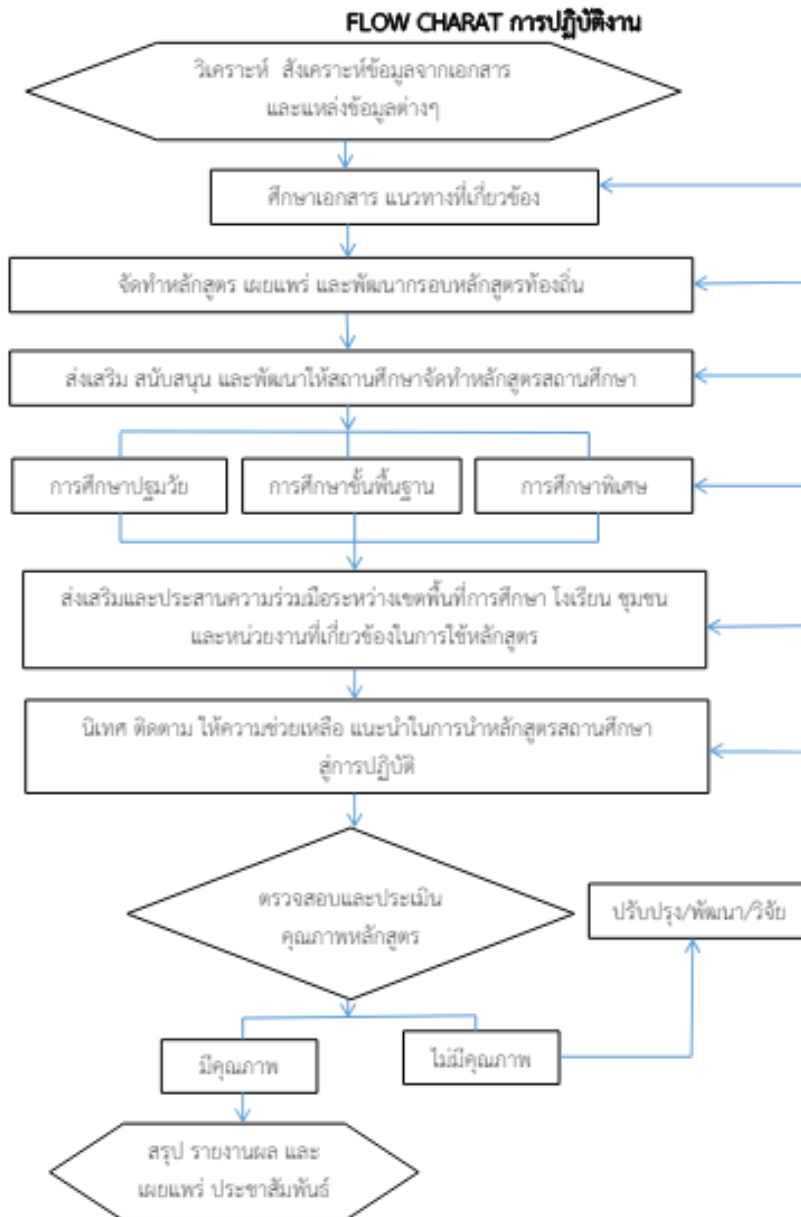 FLOW CHARAT การปฏิบัติงาน
วิเคราะห์ สังเคราะห์ข้อมูลจากเอกสาร
และแหล่งข้อมูลต่างๆ
ศึกษาเอกสาร แนวทางที่เกี่ยวข้อง
จัดทำหลักสูตร เผยแพร่ และพัฒนากรอบหลักสูตรท้องถิ่น
ส่งเสริม สนับสนุน และพัฒนาให้สถานศึกษาจัดทำหลักสูตรสถานศึกษา
การศึกษาปฐมวัย
การศึกษาขั้นพื้นฐาน
การศึกษาพิเศษ
ส่งเสริมและประสานความร่วมมือระหว่างเขตพื้นที่การศึกษา โงเรียน ชุมชน
และหน่วยงานที่เกี่ยวข้องในการใช้หลักสูตร
นิเทศ ติดตาม ให้ความช่วยเหลือ แนะนำในการนำหลักสูตรสถานศึกษา
สู่การปฏิบัติ
ตรวจสอบและประเมิน
คุณภาพหลักสูตร
ปรับปรุง/พัฒนา/วิจัย
มีคุณภาพ
ไม่มีคุณภาพ
สรุป รายงานผล และ
เผยแพร่ ประชาสัมพันธ์